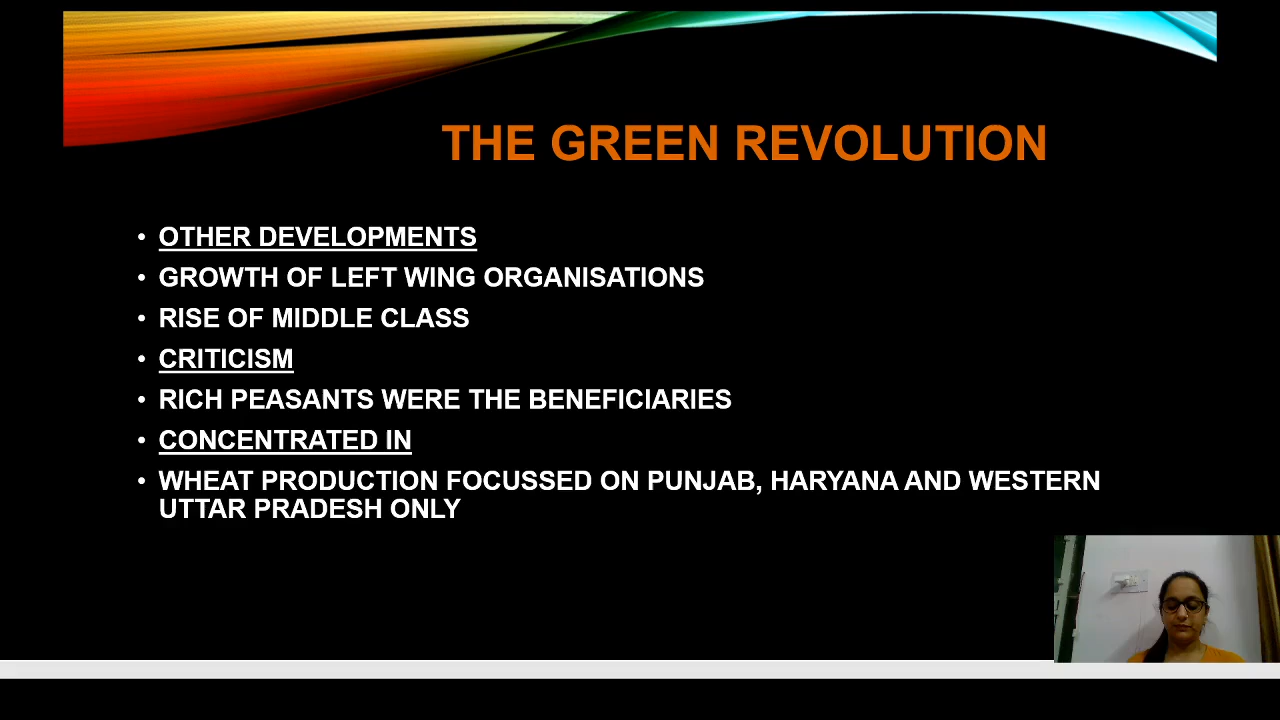 THE GREEN REVOLUTION
• OTHER DEVELOPMENTS
• GROWTH OF LEFT WING ORGANISATIONS
• RISE OF MIDDLE CLASS
• CRITICISM
• RICH PEASANTS WERE THE BENEFICIARIES
• CONCENTRATED IN
• WHEAT PRODUCTION FOCUSSED ON PUNJAB, HARYANA AND WESTERN
UTTAR PRADESH ONLY